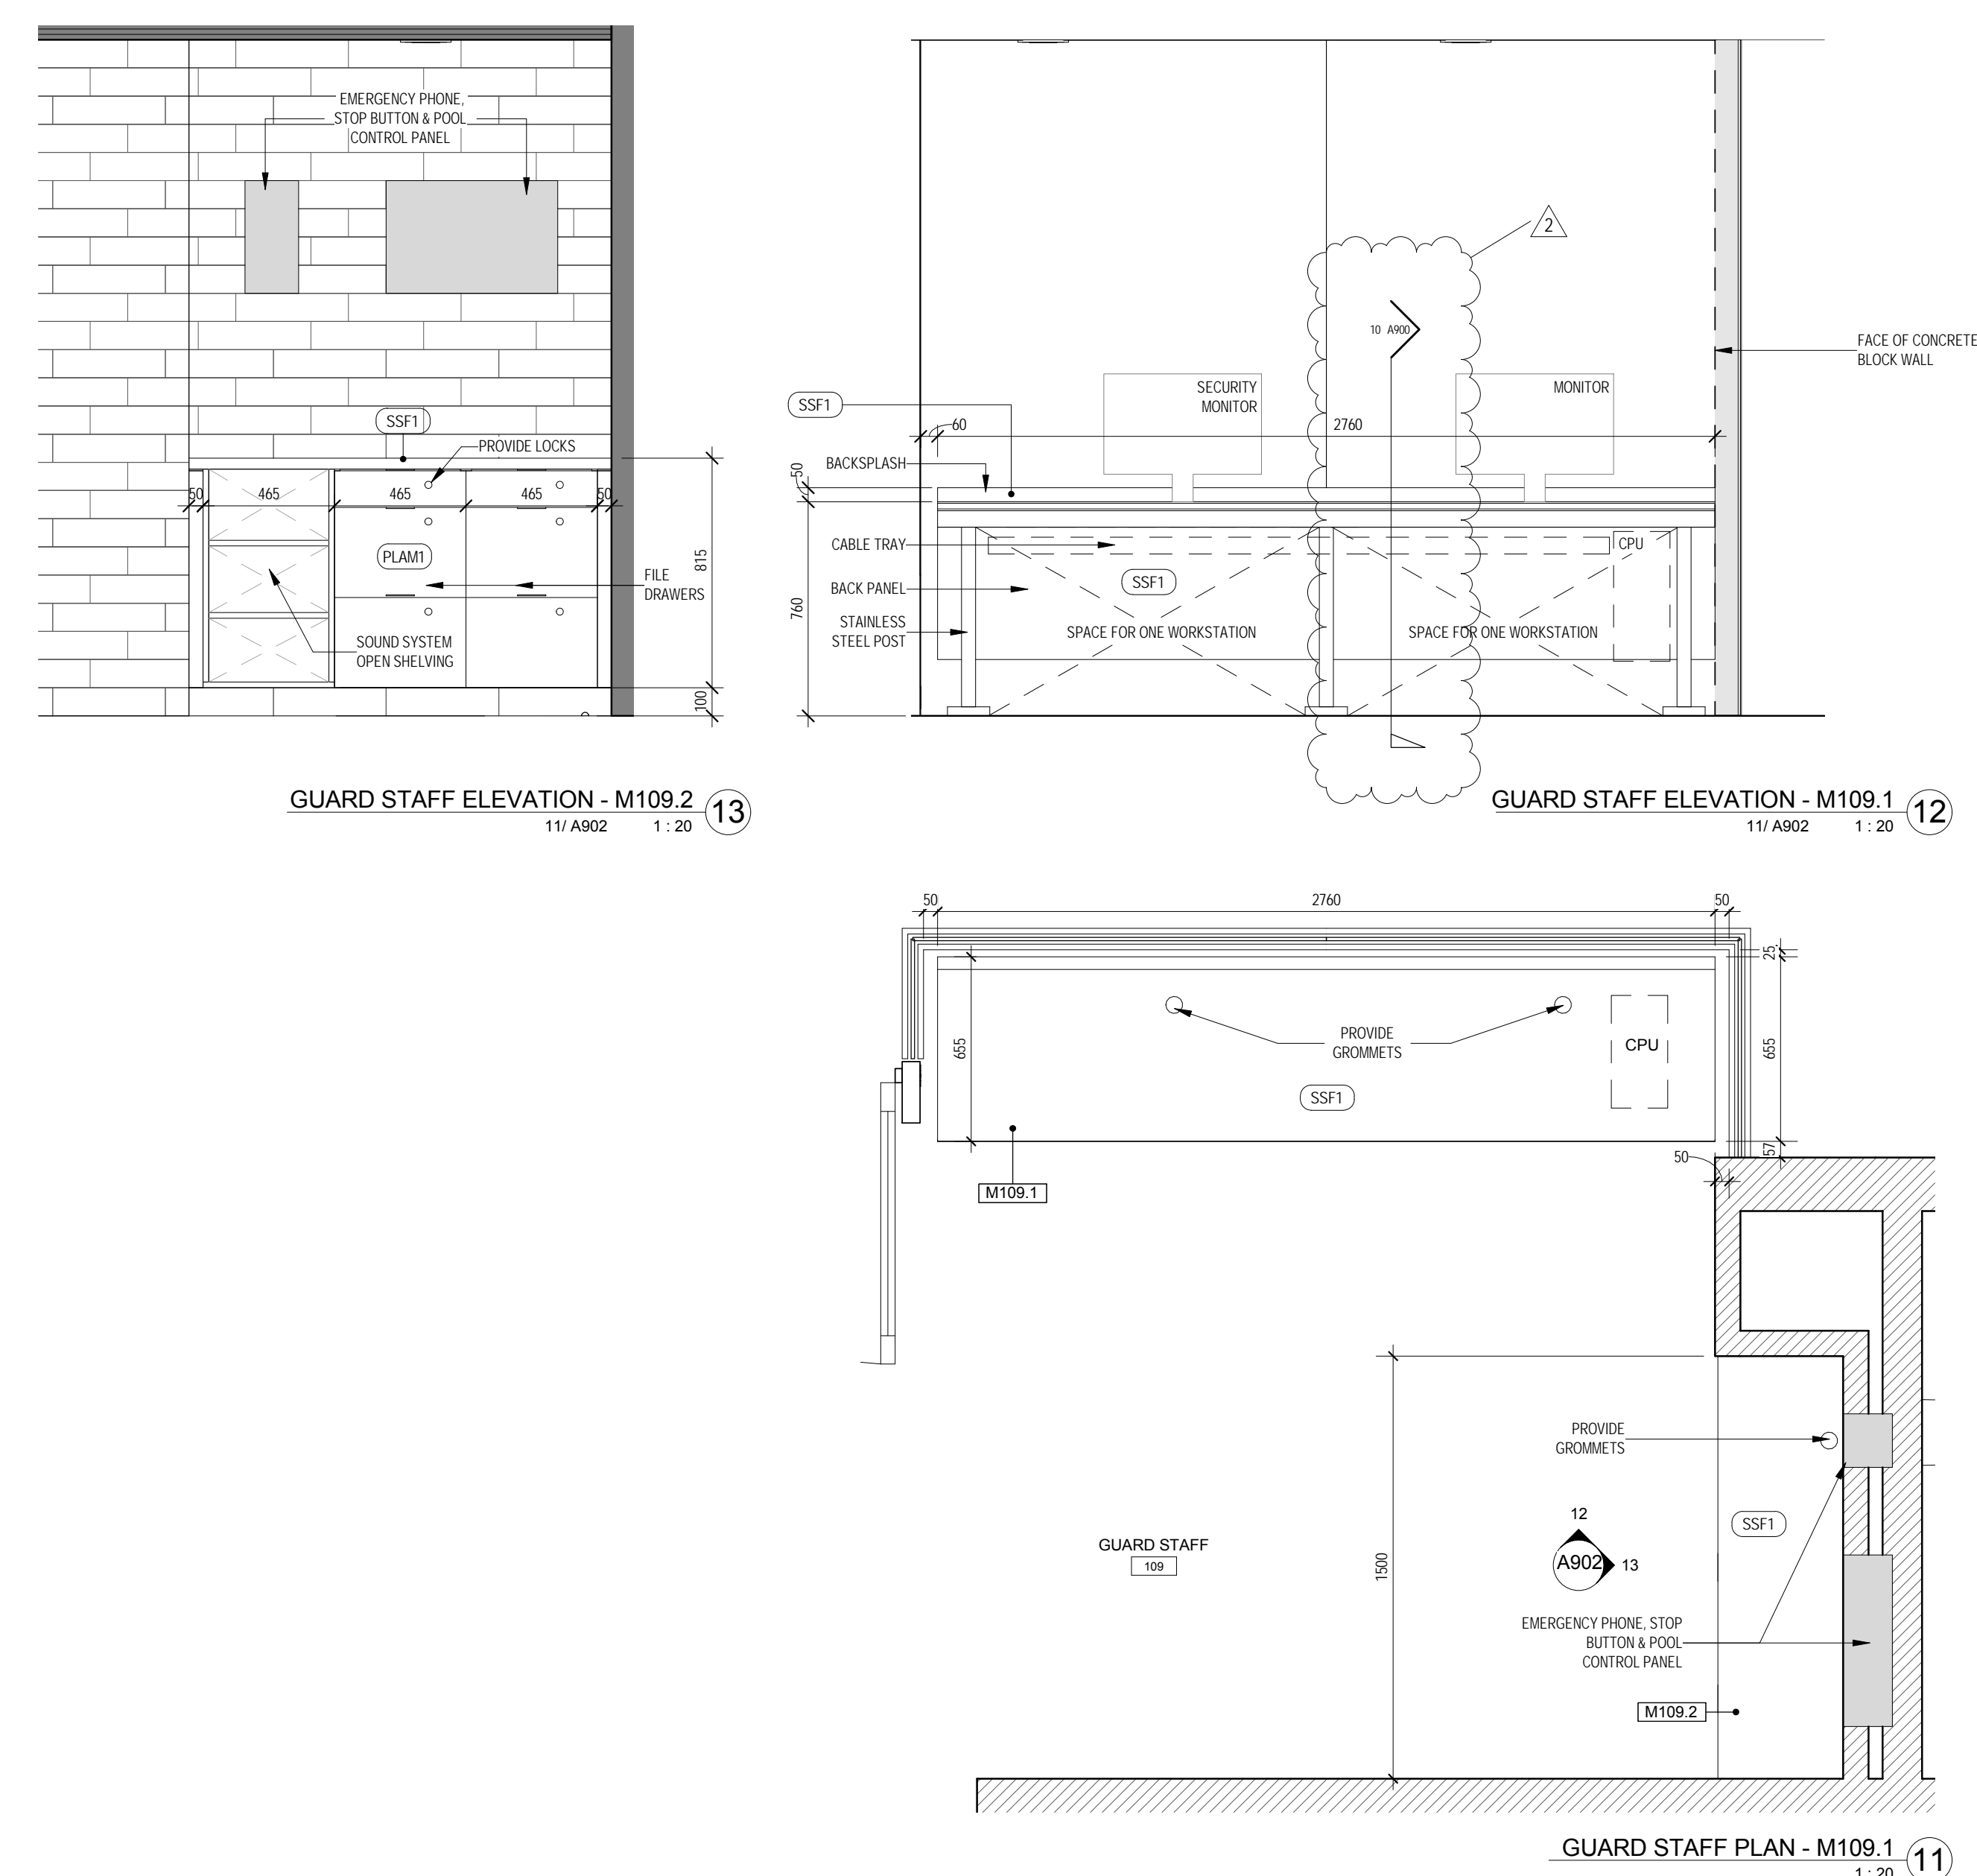 EMERGENCY PHONE,
STOP BUTTON & POOL
CONTROL PANEL
SSF1
PROVIDE LOCKS
50
465
465
465
50
PLAM1
FILE
DRAWERS
815
SOUND SYSTEM
OPEN SHELVING
100
GUARD STAFF ELEVATION - M109.2
13
11/ A902
1 : 20
2
10 A900
FACE OF CONCRETE
BLOCK WALL
SECURITY
MONITOR
MONITOR
SSF1
60
2760
BACKSPLASH
50
CABLE TRAY
CPU
SSF1
BACK PANEL
760
STAINLESS
STEEL POST
SPACE FOR ONE WORKSTATION
SPACE FOR ONE WORKSTATION
GUARD STAFF ELEVATION - M109.1
12
11/ A902
1 : 20
50
2760
50
25
PROVIDE
GROMMETS
CPU
655
655
SSF1
57
50
M109.1
PROVIDE
GROMMETS
12
SSF1
GUARD STAFF
109
1500
A902
13
EMERGENCY PHONE, STOP
BUTTON & POOL
CONTROL PANEL
M109.2
GUARD STAFF PLAN - M109.1
11
1 : 20